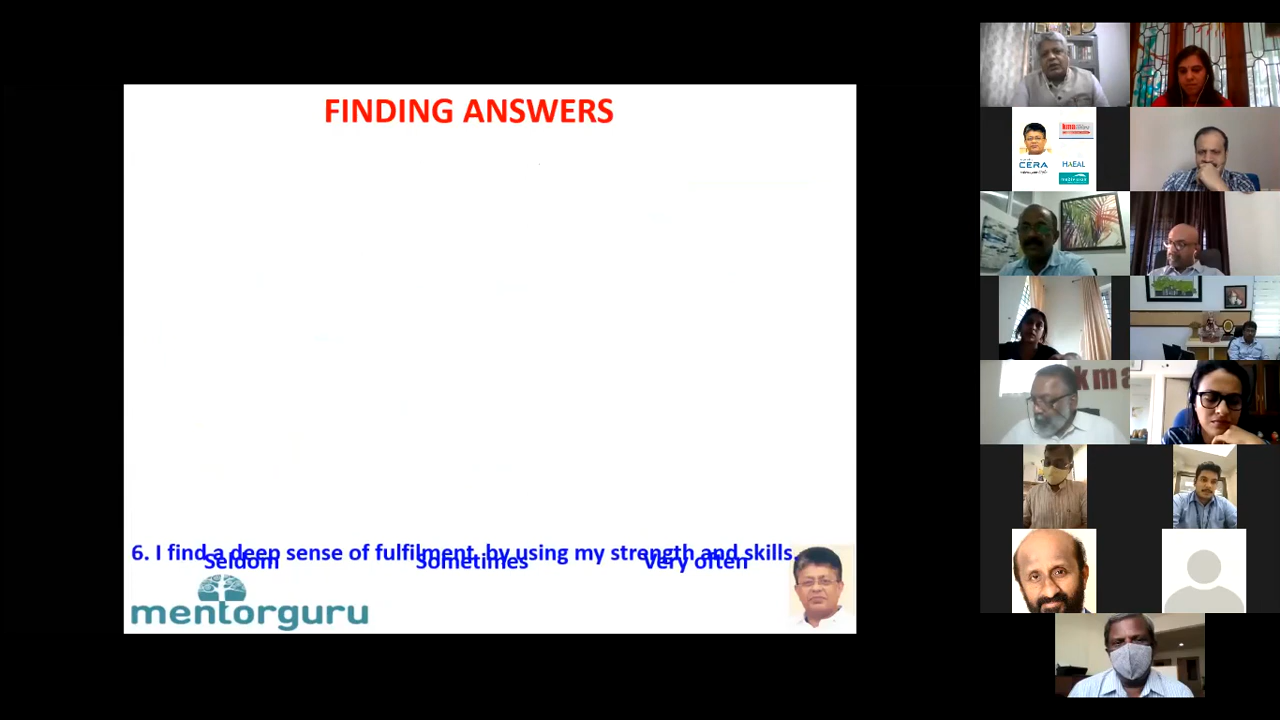 FINDING ANSWERS
6. I find a deep sense of fulfilment, by using my strength and skills.
Seldom Sometimes Very often
mentorguru
CERA
kma